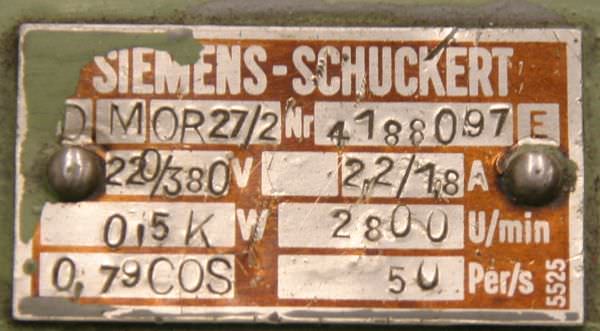 SIEMENS-SCHUCKERT
D MOR27/2 Nr 4188097 E
220/380 V 2,2/1,8 A
0,5 K W 2800 U/min
0,79 COS 50 Per/s
5525